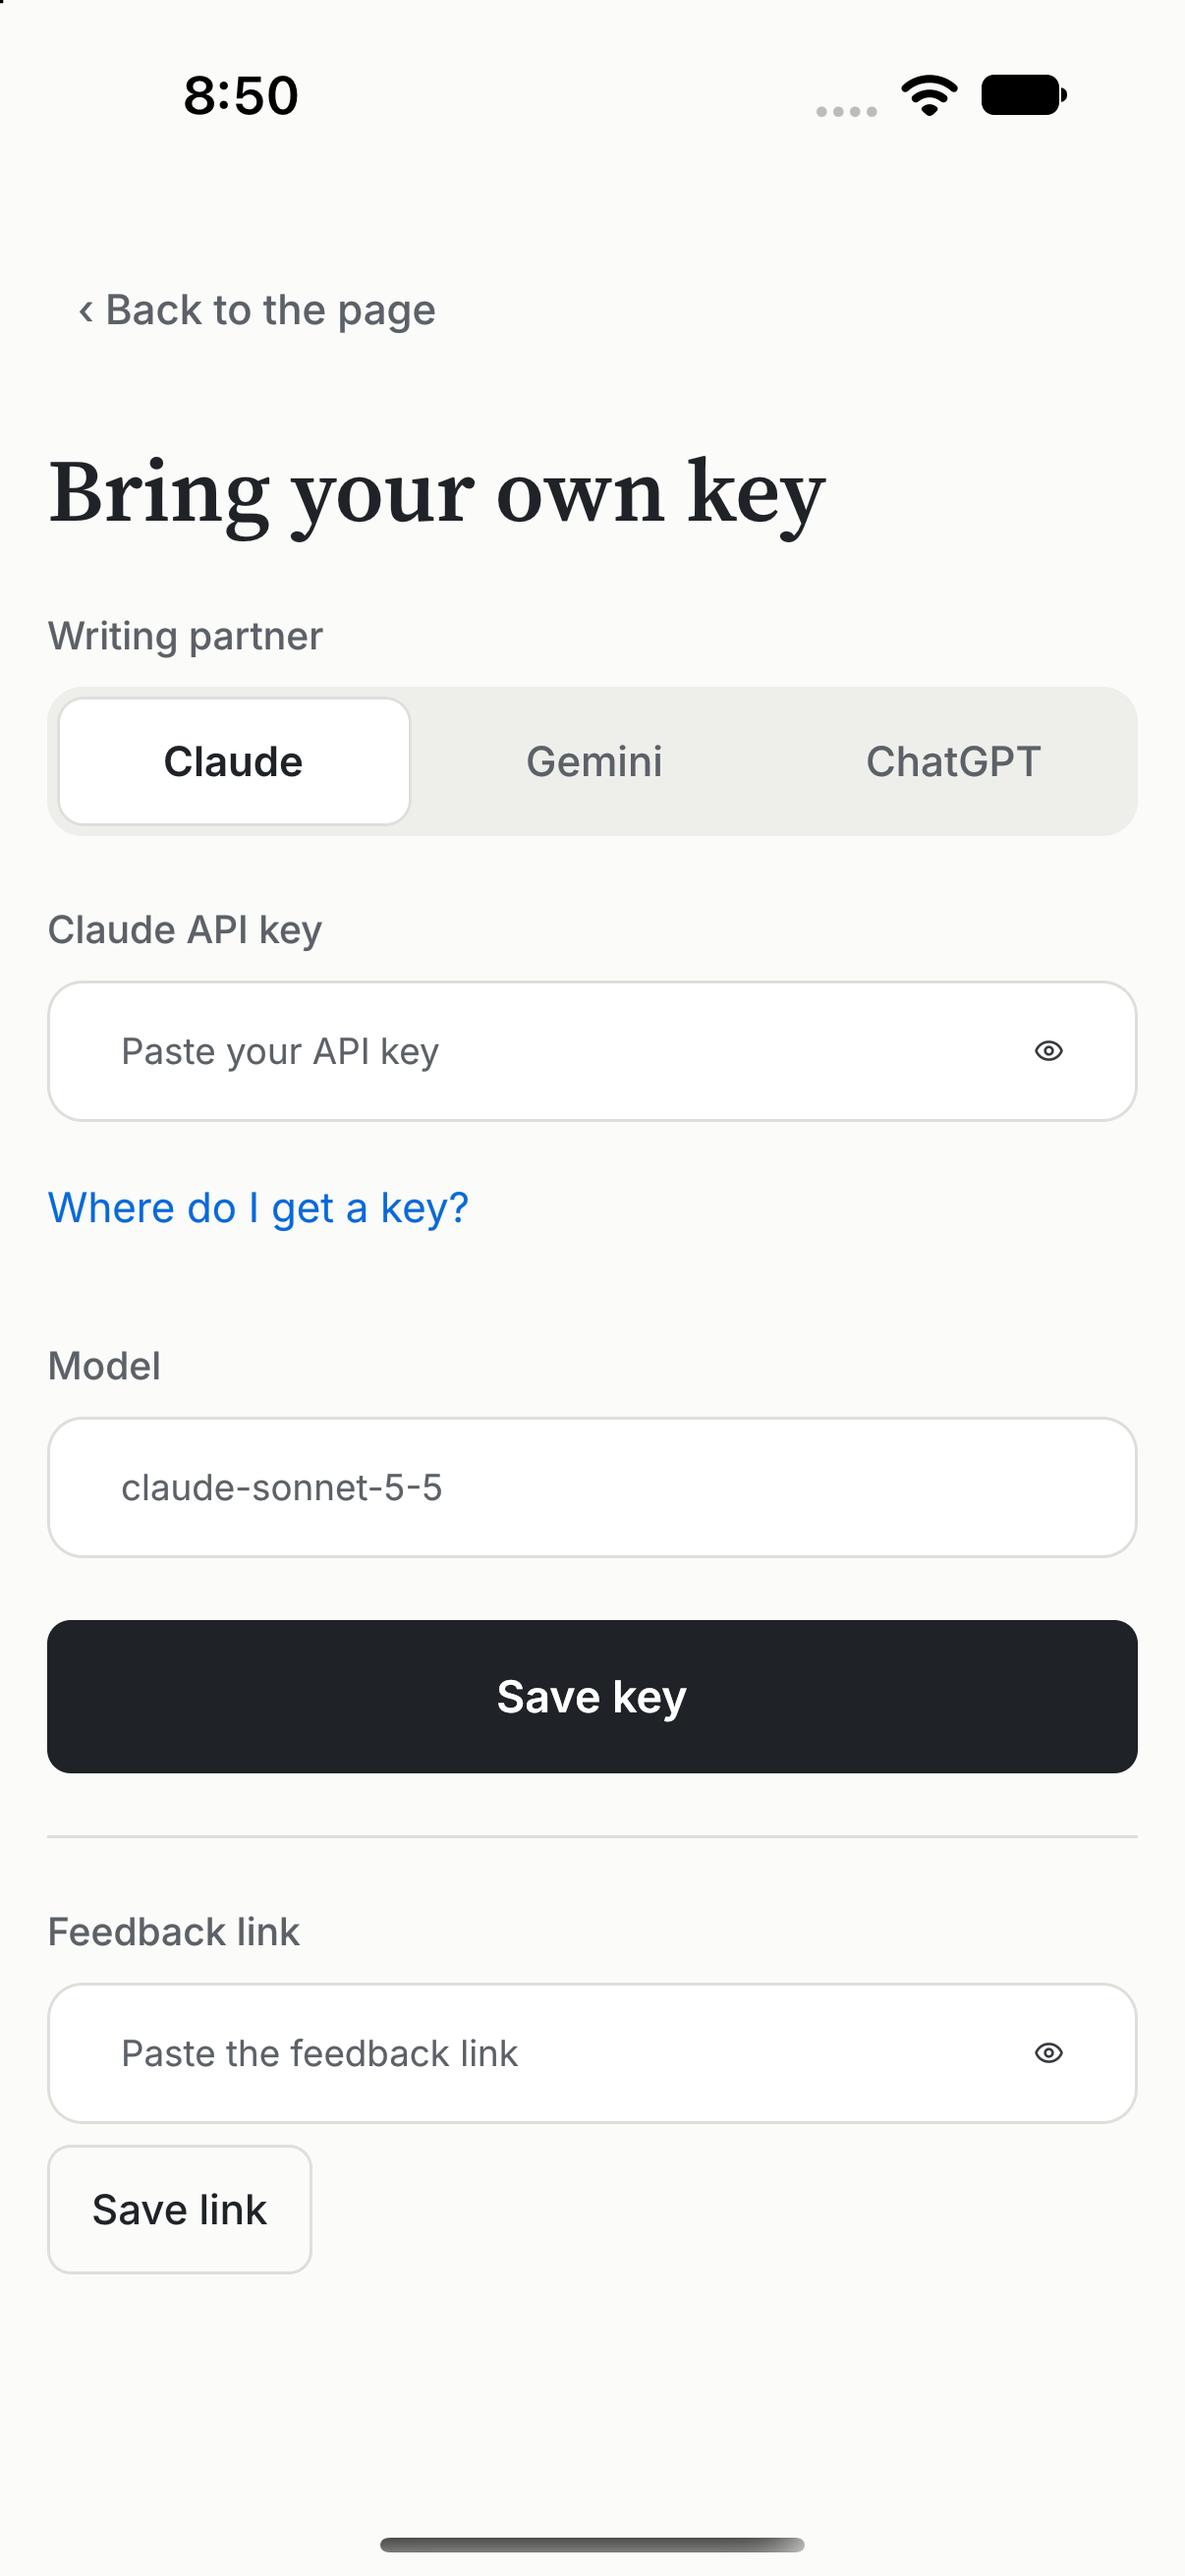 8:50
‹ Back to the page
Bring your own key
Writing partner
Claude Gemini ChatGPT
Claude API key
Paste your API key
Where do I get a key?
Model
claude-sonnet-5-5
Save key
Feedback link
Paste the feedback link
Save link